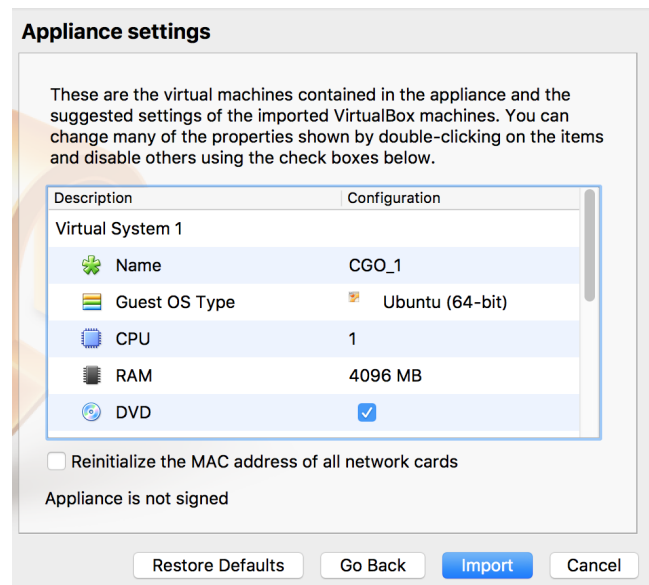 Appliance settings
These are the virtual machines contained in the appliance and the
suggested settings of the imported VirtualBox machines. You can
change many of the properties shown by double-clicking on the items
and disable others using the check boxes below.
Description Configuration
Virtual System 1
Name CGO_1
Guest OS Type Ubuntu (64-bit)
CPU 1
RAM 4096 MB
DVD
Reinitialize the MAC address of all network cards
Appliance is not signed
Restore Defaults Go Back Import Cancel